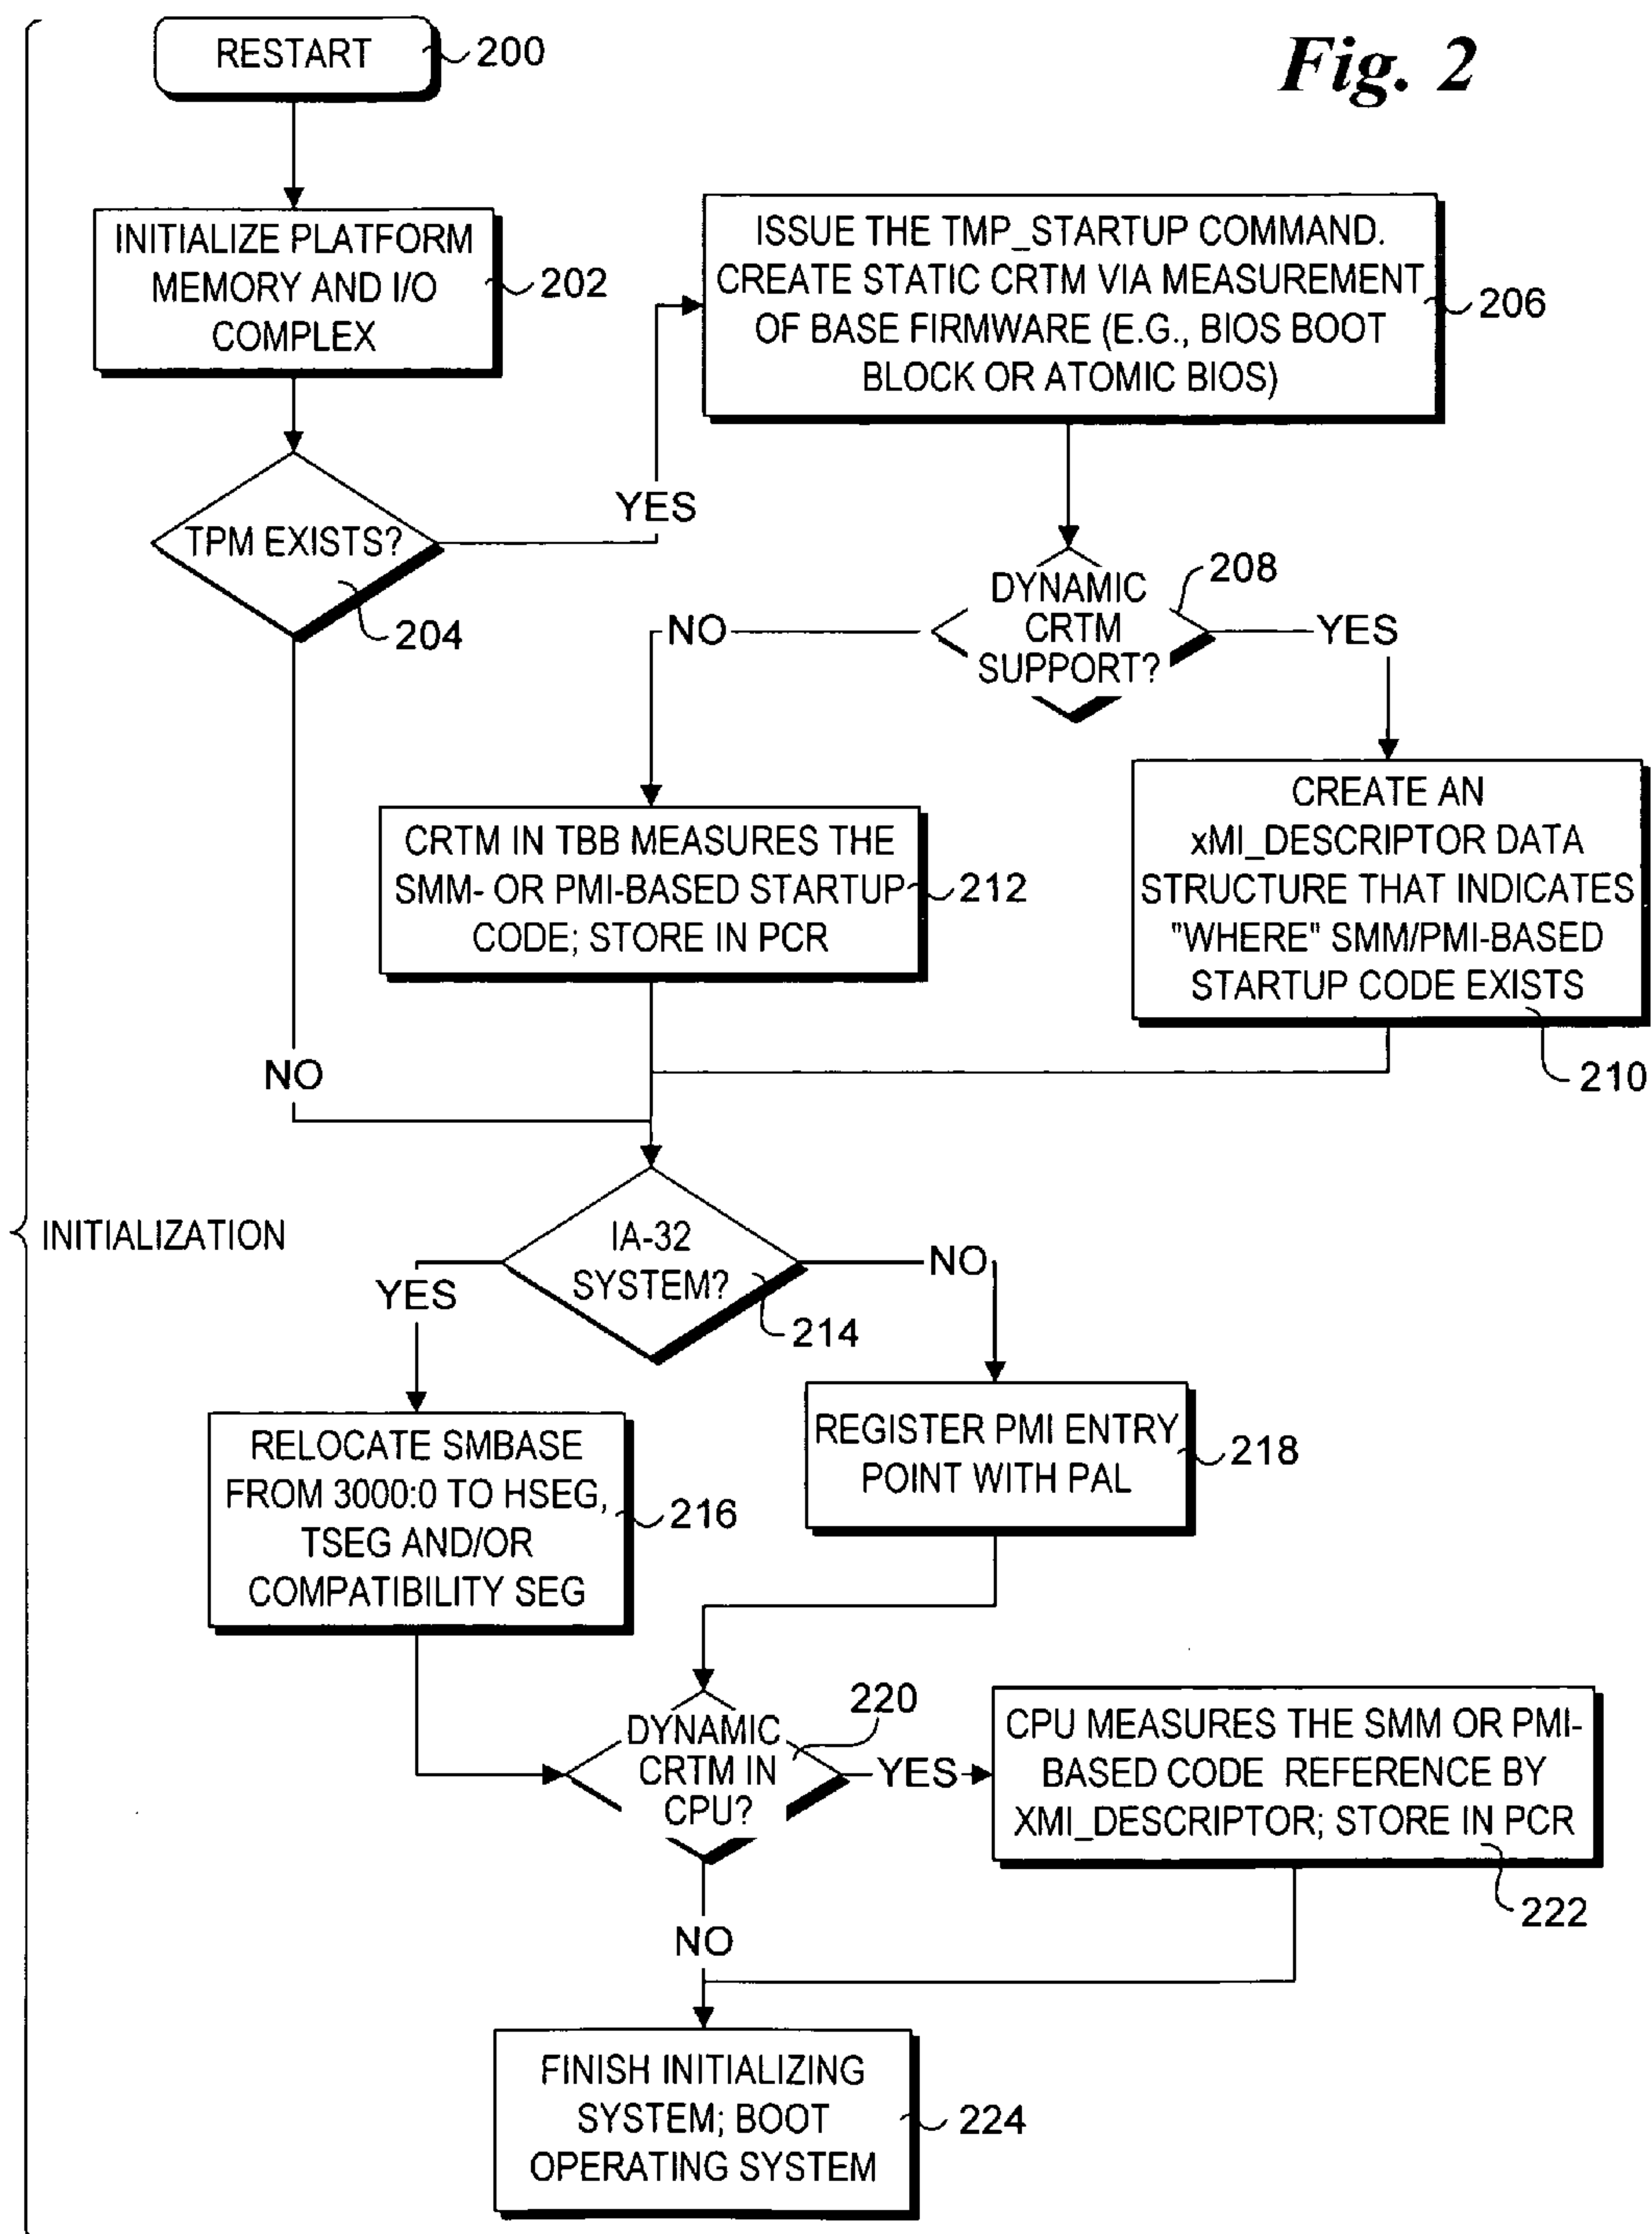 Fig. 2
RESTART
200
INITIALIZE PLATFORM
MEMORY AND I/O
COMPLEX
202
ISSUE THE TMP_STARTUP COMMAND.
CREATE STATIC CRTM VIA MEASUREMENT
OF BASE FIRMWARE (E.G., BIOS BOOT
BLOCK OR ATOMIC BIOS)
206
TPM EXISTS?
204
YES
NO
DYNAMIC
CRTM
SUPPORT?
208
NO
YES
CRTM IN TBB MEASURES THE
SMM- OR PMI-BASED STARTUP
CODE; STORE IN PCR
212
CREATE AN
xMI_DESCRIPTOR DATA
STRUCTURE THAT INDICATES
"WHERE" SMM/PMI-BASED
STARTUP CODE EXISTS
210
INITIALIZATION
IA-32
SYSTEM?
214
YES
NO
RELOCATE SMBASE
FROM 3000:0 TO HSEG,
TSEG AND/OR
COMPATIBILITY SEG
216
REGISTER PMI ENTRY
POINT WITH PAL
218
DYNAMIC
CRTM IN
CPU?
220
YES
NO
CPU MEASURES THE SMM OR PMI-
BASED CODE REFERENCE BY
XMI_DESCRIPTOR; STORE IN PCR
222
FINISH INITIALIZING
SYSTEM; BOOT
OPERATING SYSTEM
224